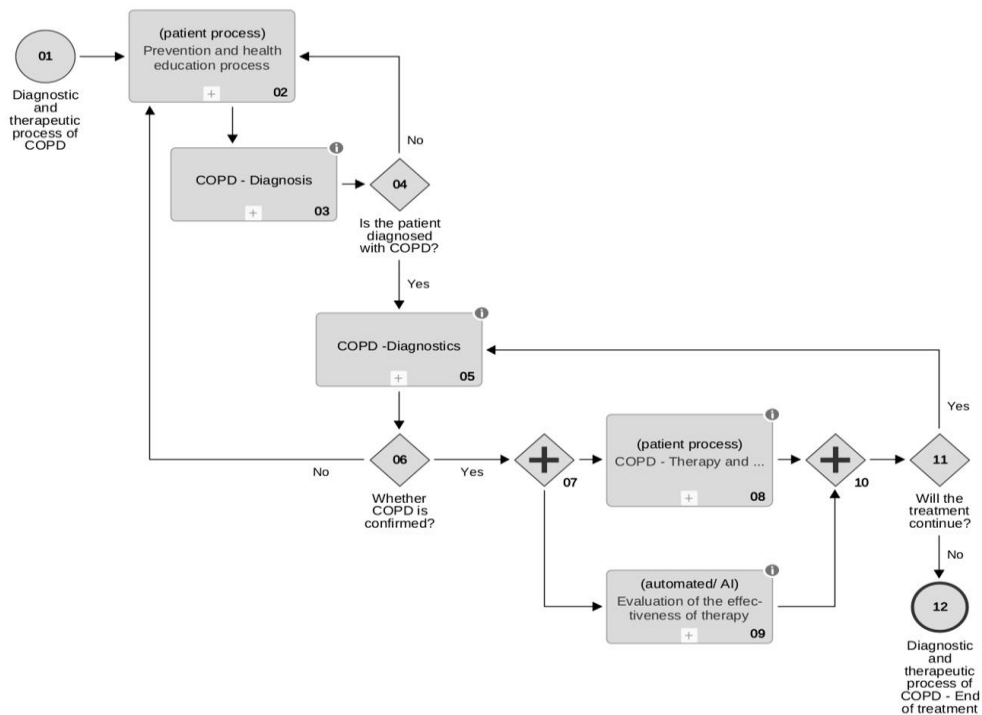 01
Diagnostic
and
therapeutic
process of
COPD
(patient process)
Prevention and health
education process
+
02
COPD - Diagnosis
+
03
i
No
04
Is the patient
diagnosed
with COPD?
Yes
COPD -Diagnostics
+
05
i
06
No
Yes
Whether
COPD is
confirmed?
07
(patient process)
COPD - Therapy and ...
+
08
i
10
11
Yes
Will the
treatment
continue?
No
(automated/ AI)
Evaluation of the effec-
tiveness of therapy
+
09
i
12
Diagnostic
and
therapeutic
process of
COPD - End
of treatment